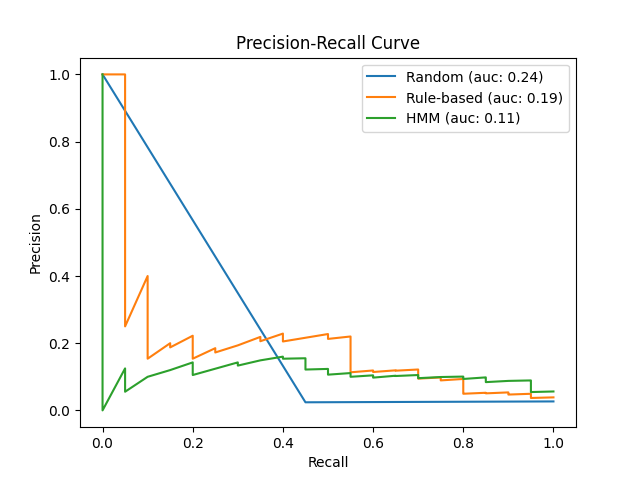 Precision-Recall Curve
Random (auc: 0.24)
Rule-based (auc: 0.19)
HMM (auc: 0.11)
Precision
1.0
0.8
0.6
0.4
0.2
0.0
0.0 0.2 0.4 0.6 0.8 1.0
Recall